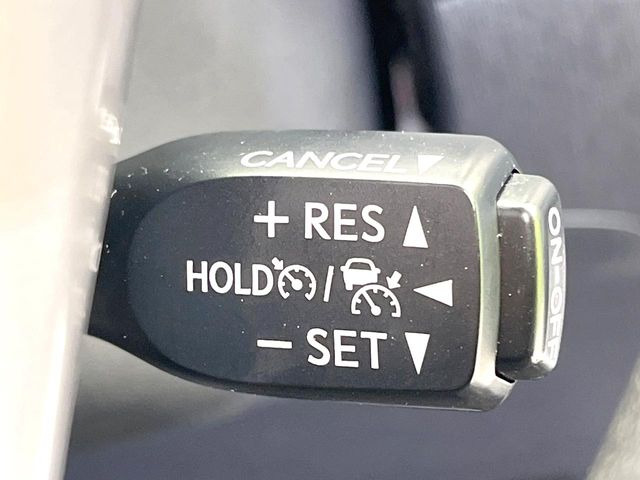 CANCEL▼
+ RES ▲
HOLD / ◀
− SET ▼
ON-OFF